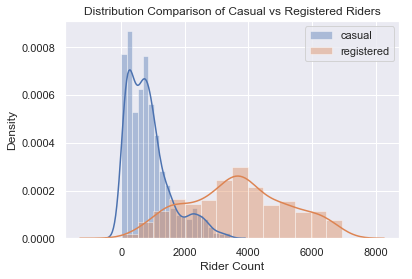 Distribution Comparison of Casual vs Registered Riders
casual
registered
0.0008
0.0006
0.0004
0.0002
0.0000
Density
0 2000 4000 6000 8000
Rider Count